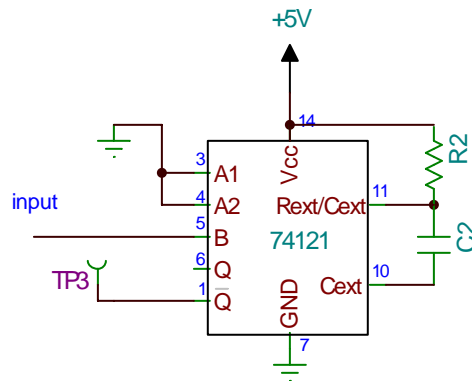 +5V
14
Vcc
R2
3
A1
11
input
4
A2
Rext/Cext
5
B
74121
C2
6
Q
10
TP3
Cext
1
Q̅
GND
7